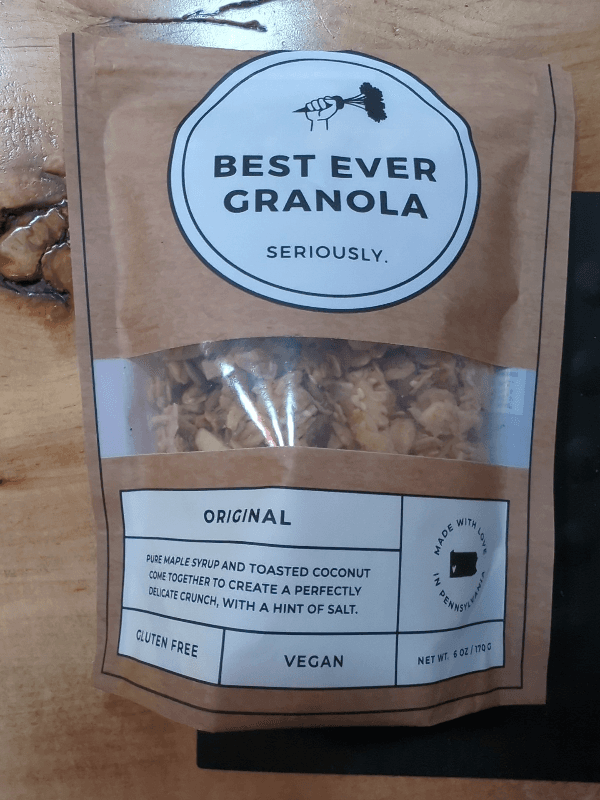 BEST EVER
GRANOLA
SERIOUSLY.
ORIGINAL
PURE MAPLE SYRUP AND TOASTED COCONUT
COME TOGETHER TO CREATE A PERFECTLY
DELICATE CRUNCH, WITH A HINT OF SALT.
MADE WITH LOVE
IN PENNSYLVANIA
GLUTEN FREE
VEGAN
NET WT. 6 OZ / 170 G